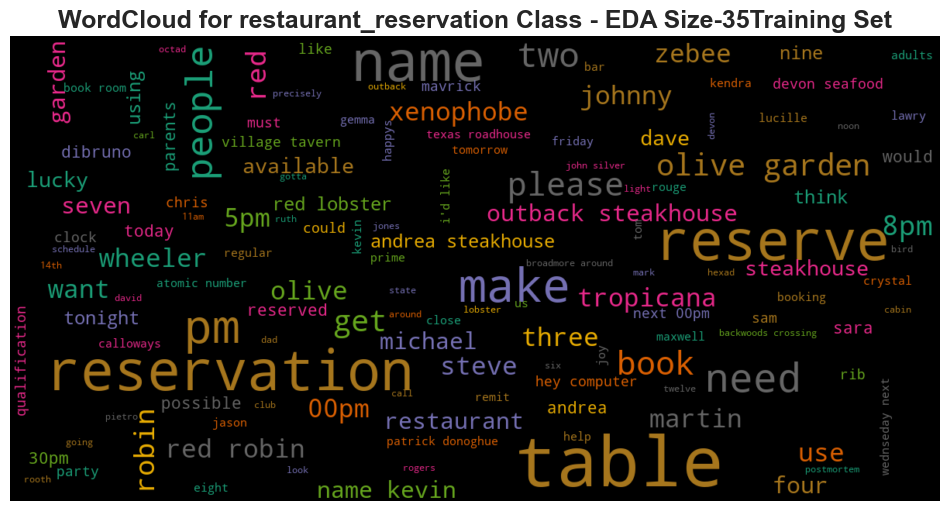 WordCloud for restaurant_reservation Class - EDA Size-35Training Set
garden
octad
book room
using
people
red
like
name
two
zebee
nine
adults
precisely
outback
mavrick
bar
johnny
kendra
devon seafood
carl
parents
must
gemma
happys
xenophobe
texas roadhouse
tomorrow
friday
dave
devon
lucille
noon
lawry
dibruno
village tavern
available
gotta
i'd like
please
john silver
light
rouge
olive garden
would
lucky
seven
chris
11am
5pm
red lobster
ruth
could
kevin
jones
outback steakhouse
tom
think
8pm
clock
schedule
today
wheeler
regular
andrea steakhouse
prime
broadmore around
reserve
bird
14th
want
david
atomic number
olive
state
make
lobster
us
mark
tropicana
hexad
steakhouse
crystal
tonight
reserved
around
get
close
next 00pm
booking
sam
cabin
qualification
calloways
pm
dad
michael
three
joy
maxwell
backwoods crossing
sara
reservation
steve
six
hey computer
book
twelve
need
rib
possible
club
call
remit
andrea
pietro
robin
jason
00pm
restaurant
martin
wednseday next
going
red robin
patrick donoghue
help
table
use
30pm
party
look
rogers
postmortem
rooth
eight
name kevin
four